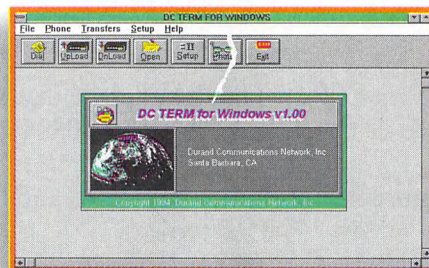 DC TERM FOR WINDOWS
File Phone Transfers Setup Help
Dial UpLoad DnLoad Open Setup Photo Exit
DC TERM for Windows v1.00
Durand Communications Network, Inc
Santa Barbara, CA
Copyright 1994, Durand Communications Network, Inc.